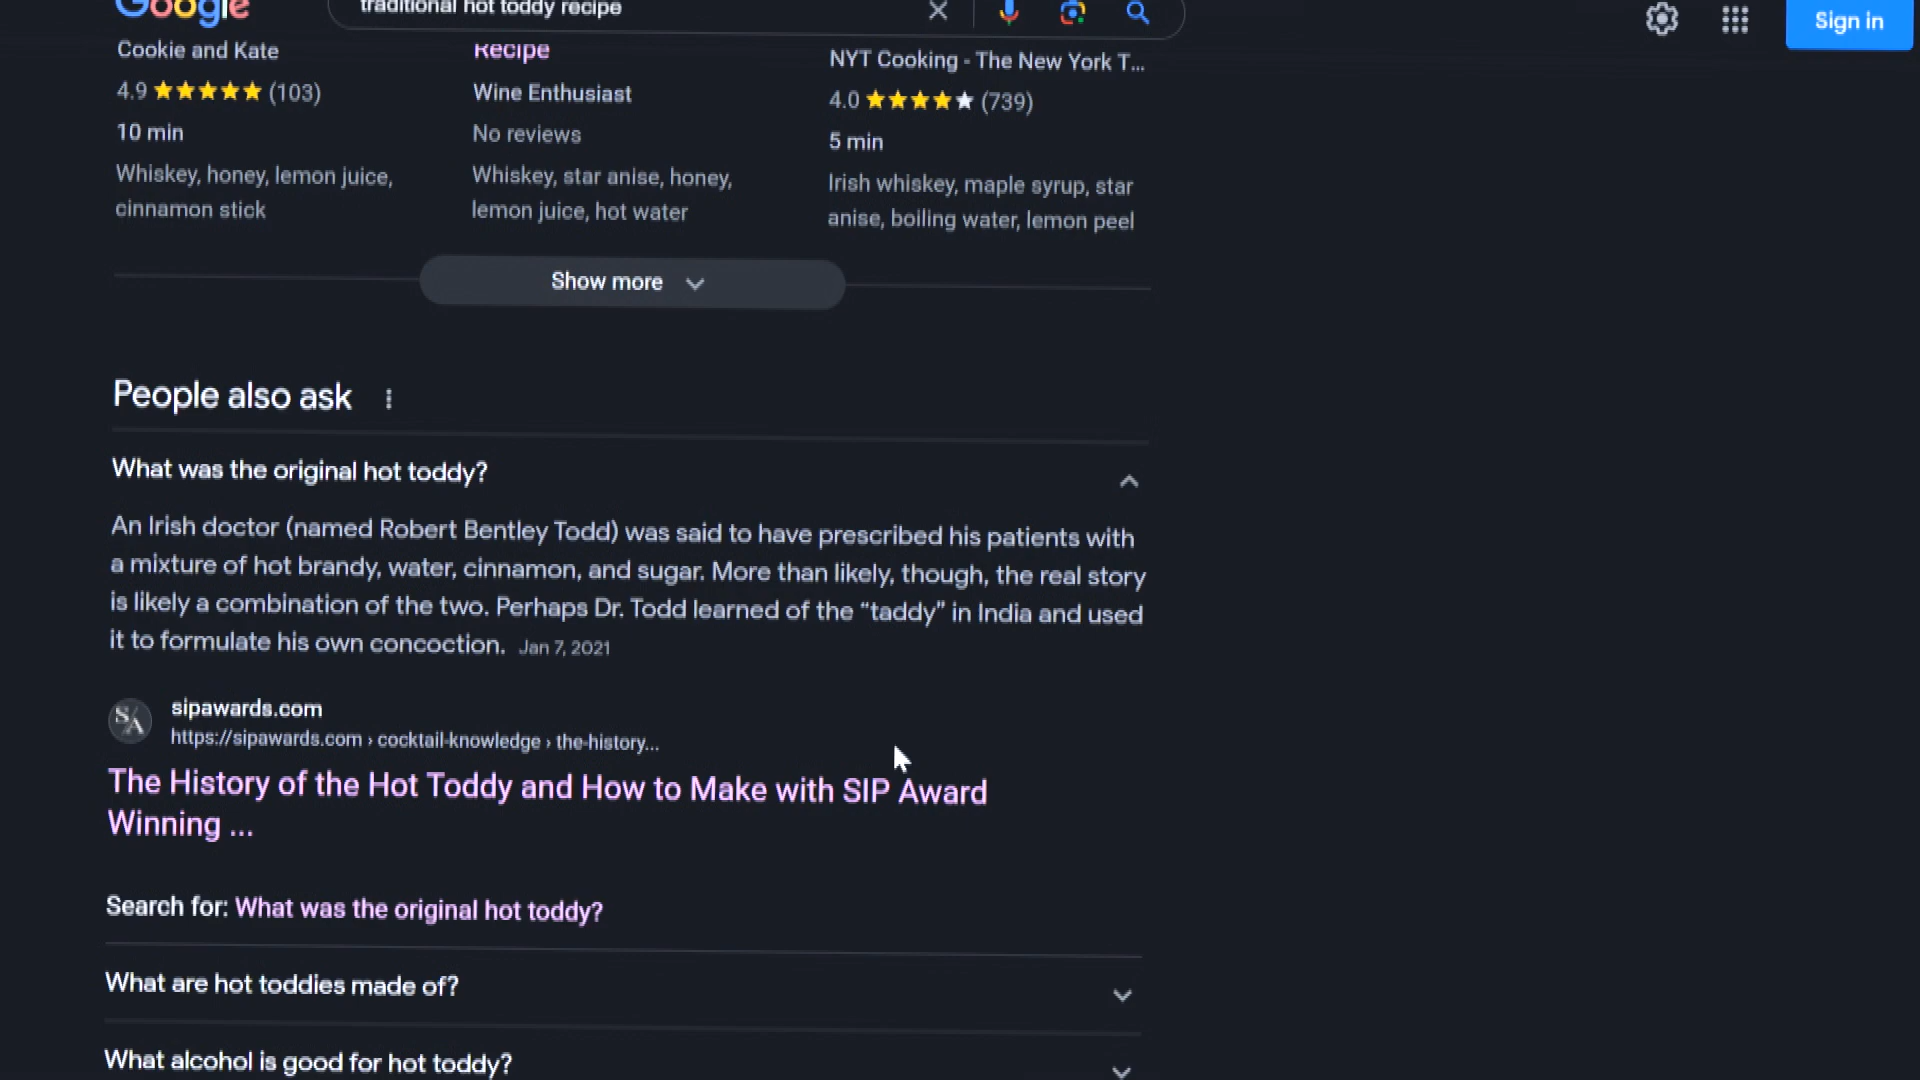 Google
traditional hot toddy recipe
Sign in
Cookie and Kate
4.9 (103)
10 min
Whiskey, honey, lemon juice,
cinnamon stick
Recipe
Wine Enthusiast
No reviews
Whiskey, star anise, honey,
lemon juice, hot water
NYT Cooking - The New York T...
4.0 (739)
5 min
Irish whiskey, maple syrup, star
anise, boiling water, lemon peel
Show more
People also ask
What was the original hot toddy?
An Irish doctor (named Robert Bentley Todd) was said to have prescribed his patients with
a mixture of hot brandy, water, cinnamon, and sugar. More than likely, though, the real story
is likely a combination of the two. Perhaps Dr. Todd learned of the “taddy” in India and used
it to formulate his own concoction. Jan 7, 2021
SA
sipawards.com
https://sipawards.com › cocktail-knowledge › the-history...
The History of the Hot Toddy and How to Make with SIP Award
Winning ...
Search for: What was the original hot toddy?
What are hot toddies made of?
What alcohol is good for hot toddy?